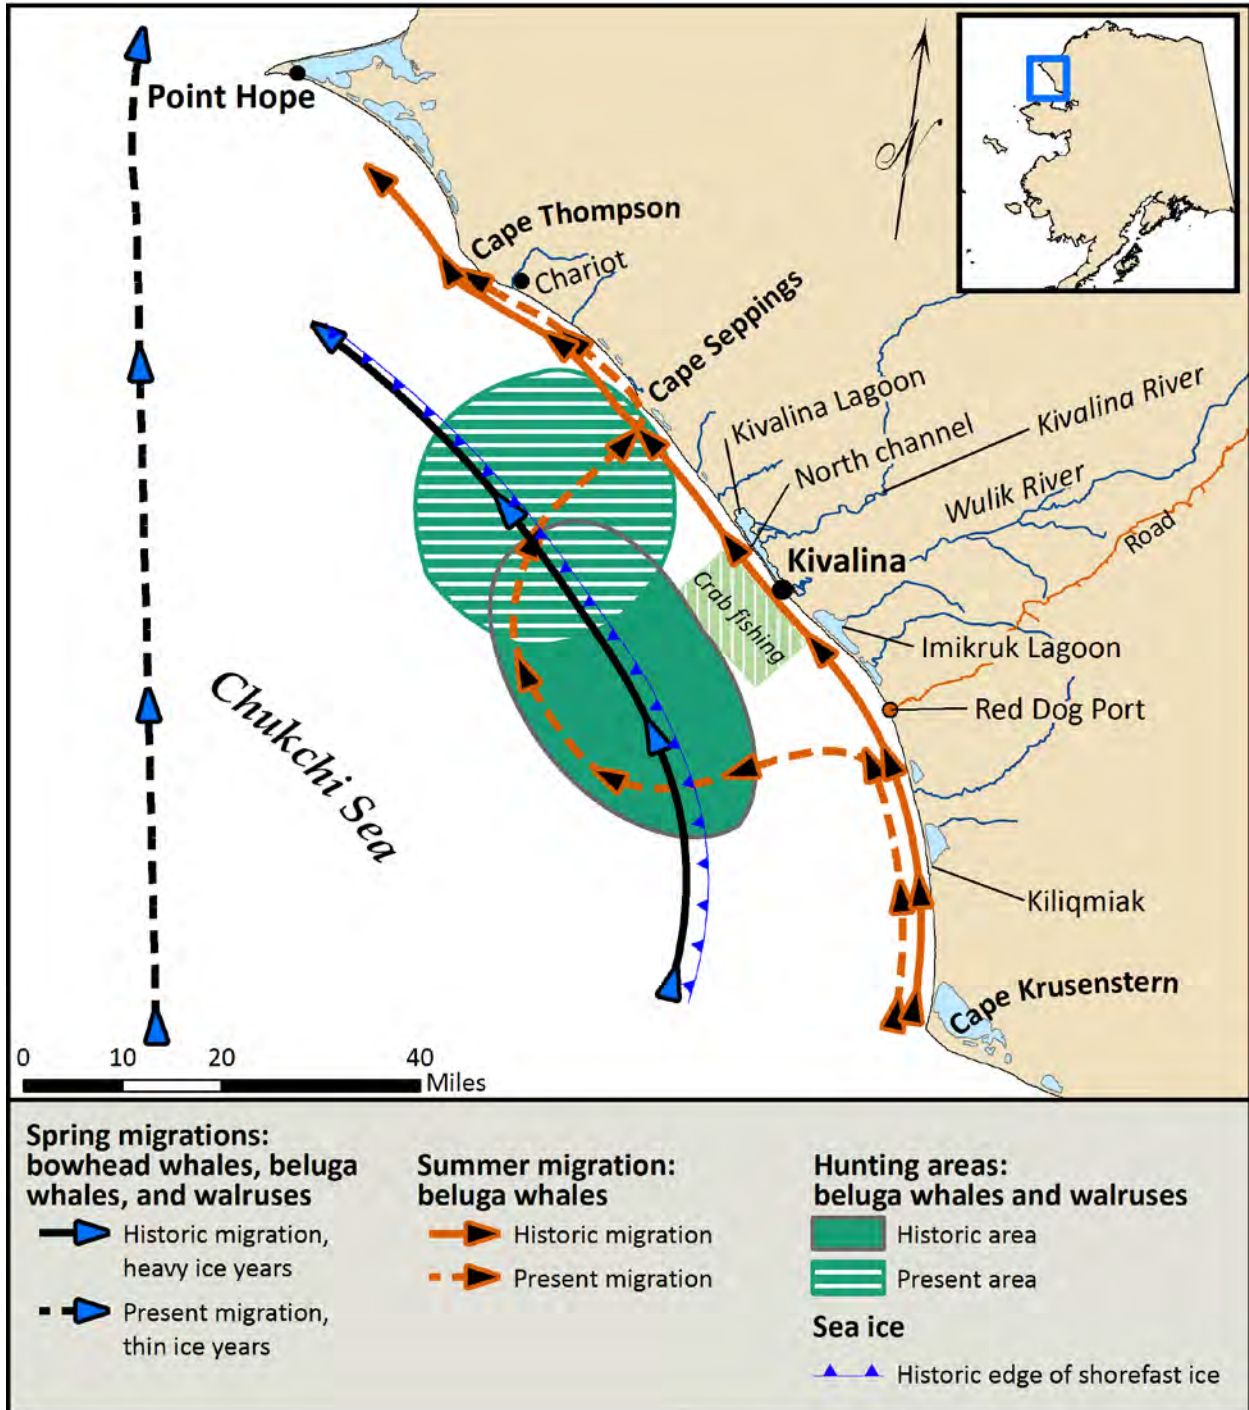 Point Hope
N
Cape Thompson
Chariot
Cape Seppings
Kivalina Lagoon
North channel
Kivalina River
Wulik River
Road
Kivalina
Crab fishing
Imikruk Lagoon
Red Dog Port
Chukchi Sea
Kiliqmiak
Cape Krusenstern
0 10 20 40
Miles
Spring migrations:
bowhead whales, beluga
whales, and walruses
Historic migration,
heavy ice years
Present migration,
thin ice years
Summer migration:
beluga whales
Historic migration
Present migration
Hunting areas:
beluga whales and walruses
Historic area
Present area
Sea ice
Historic edge of shorefast ice